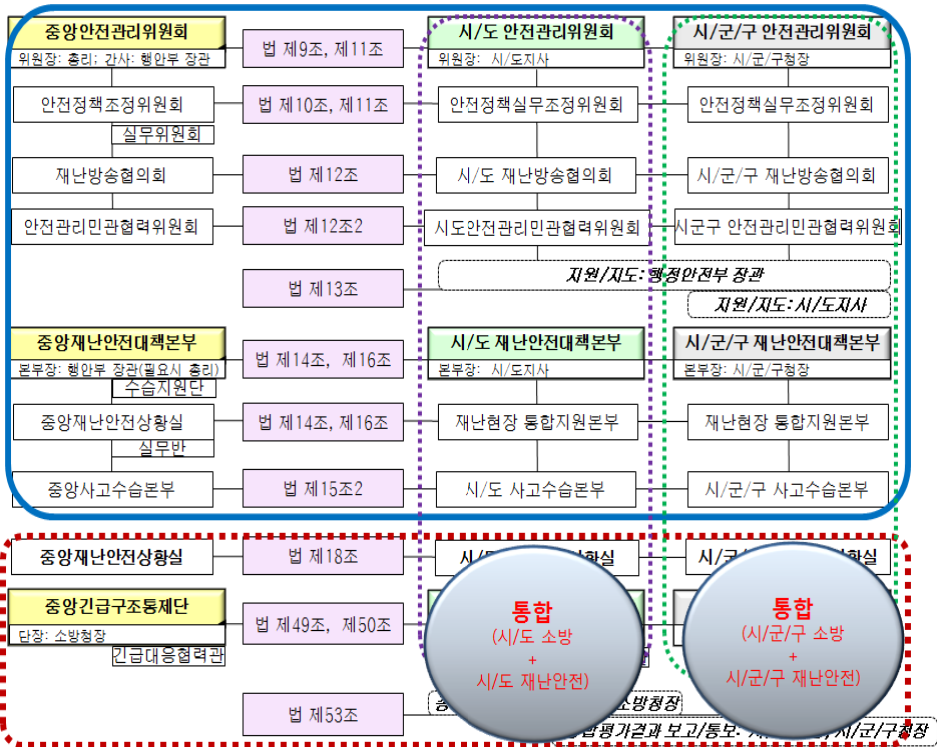 중앙안전관리위원회
위원장: 총리; 간사: 행안부 장관
법 제9조, 제11조
시/도 안전관리위원회
위원장: 시/도지사
시/군/구 안전관리위원회
위원장: 시/군/구청장
안전정책조정위원회
실무위원회
법 제10조, 제11조
안전정책실무조정위원회
안전정책실무조정위원회
재난방송협의회
법 제12조
시/도 재난방송협의회
시/군/구 재난방송협의회
안전관리민관협력위원회
법 제12조2
시도안전관리민관협력위원회
시군구 안전관리민관협력위원회
법 제13조
지원/지도: 행정안전부 장관
지원/지도: 시/도지사
중앙재난안전대책본부
본부장: 행안부 장관(필요시 총리)
수습지원단
법 제14조, 제16조
시/도 재난안전대책본부
본부장: 시/도지사
시/군/구 재난안전대책본부
본부장: 시/군/구청장
중앙재난안전상황실
실무반
법 제14조, 제16조
재난현장 통합지원본부
재난현장 통합지원본부
중앙사고수습본부
법 제15조2
시/도 사고수습본부
시/군/구 사고수습본부
중앙재난안전상황실
법 제18조
중앙긴급구조통제단
단장: 소방청장
긴급대응협력관
법 제49조, 제50조
통합
(시/도 소방
+
시/도 재난안전)
통합
(시/군/구 소방
+
시/군/구 재난안전)
법 제53조
소방청장
평가결과 보고/통보:
시/군/구청장